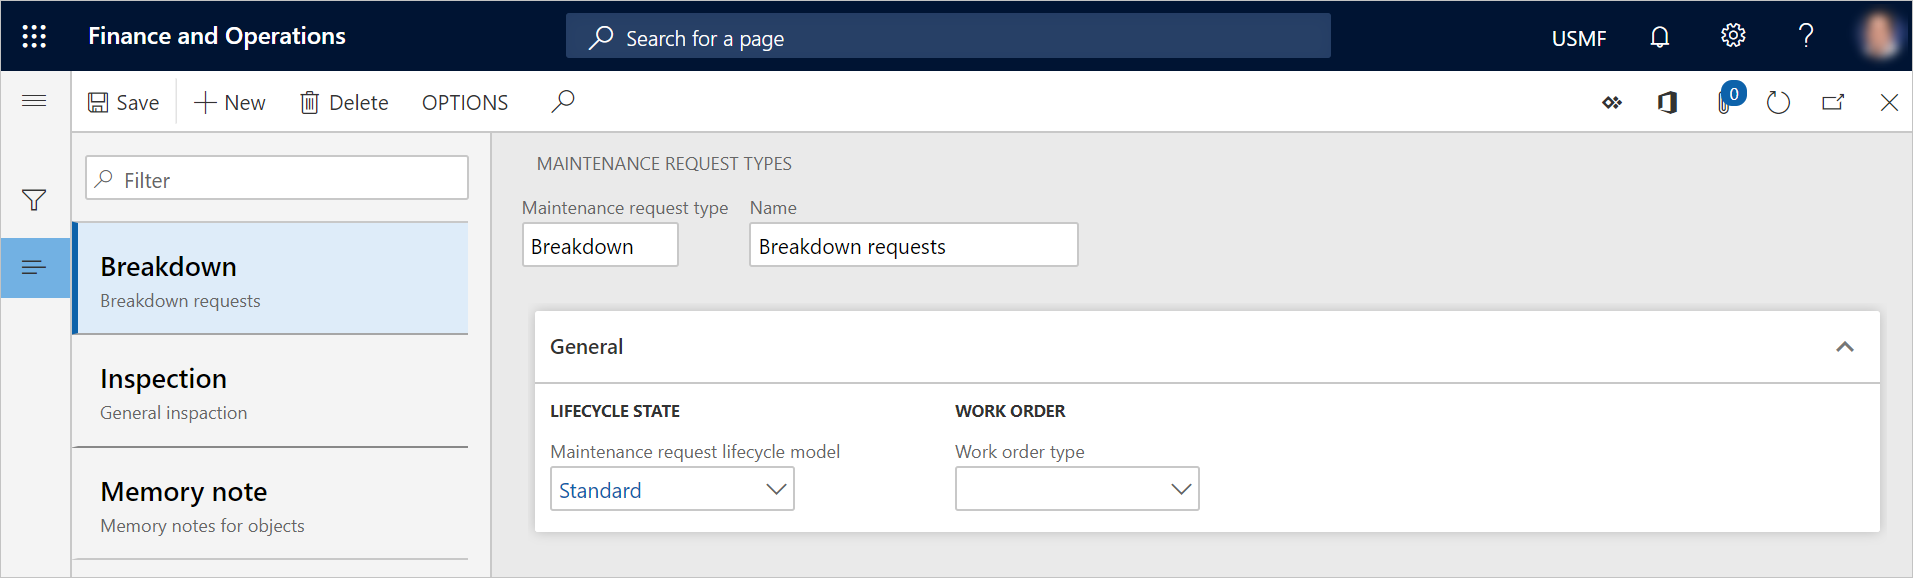 Finance and Operations
Search for a page
USMF
Save
New
Delete
OPTIONS
0
Filter
Breakdown
Breakdown requests
Inspection
General inspaction
Memory note
Memory notes for objects
MAINTENANCE REQUEST TYPES
Maintenance request type
Name
Breakdown
Breakdown requests
General
LIFECYCLE STATE
WORK ORDER
Maintenance request lifecycle model
Work order type
Standard